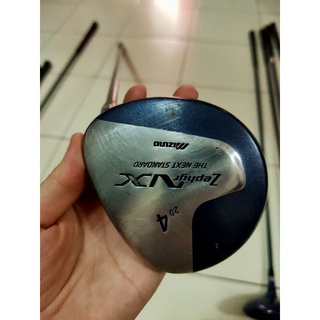 Zephyr NX
THE NEXT STANDARD
MIZUNO
4
20